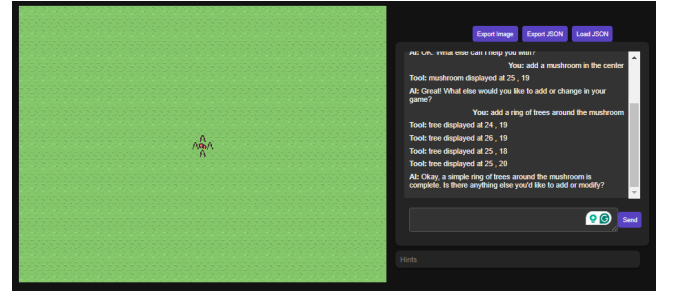 Export Image
Export JSON
Load JSON
AI: OK. What else can I help you with?
You: add a mushroom in the center
Tool: mushroom displayed at 25 , 19
AI: Great! What else would you like to add or change in your
game?
You: add a ring of trees around the mushroom
Tool: tree displayed at 24 , 19
Tool: tree displayed at 26 , 19
Tool: tree displayed at 25 , 18
Tool: tree displayed at 25 , 20
AI: Okay, a simple ring of trees around the mushroom is
complete. Is there anything else you'd like to add or modify?
Send
Hints